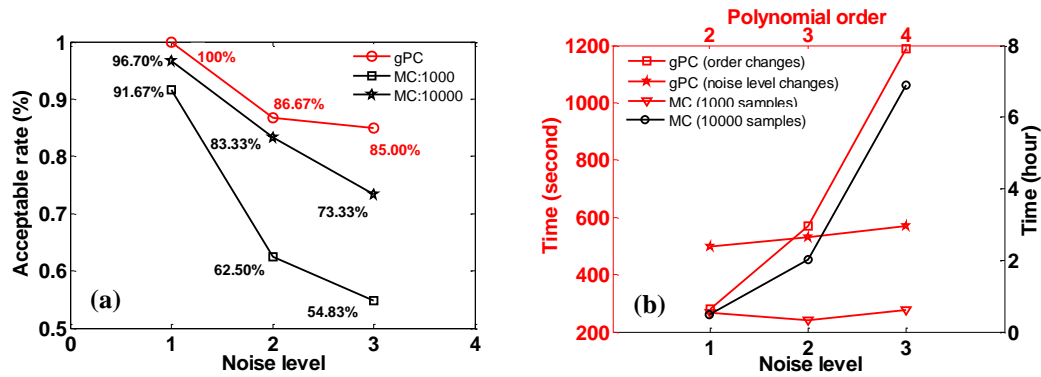 (a)
Acceptable rate (%)
1
0.9
0.8
0.7
0.6
0.5
0
1
2
3
4
Noise level
gPC
MC:1000
MC:10000
100%
96.70%
91.67%
86.67%
83.33%
85.00%
73.33%
62.50%
54.83%
(b)
Polynomial order
2
3
4
Time (second)
1200
1000
800
600
400
200
gPC (order changes)
gPC (noise level changes)
MC (1000 samples)
MC (10000 samples)
8
6
4
2
0
Time (hour)
1
2
3
Noise level